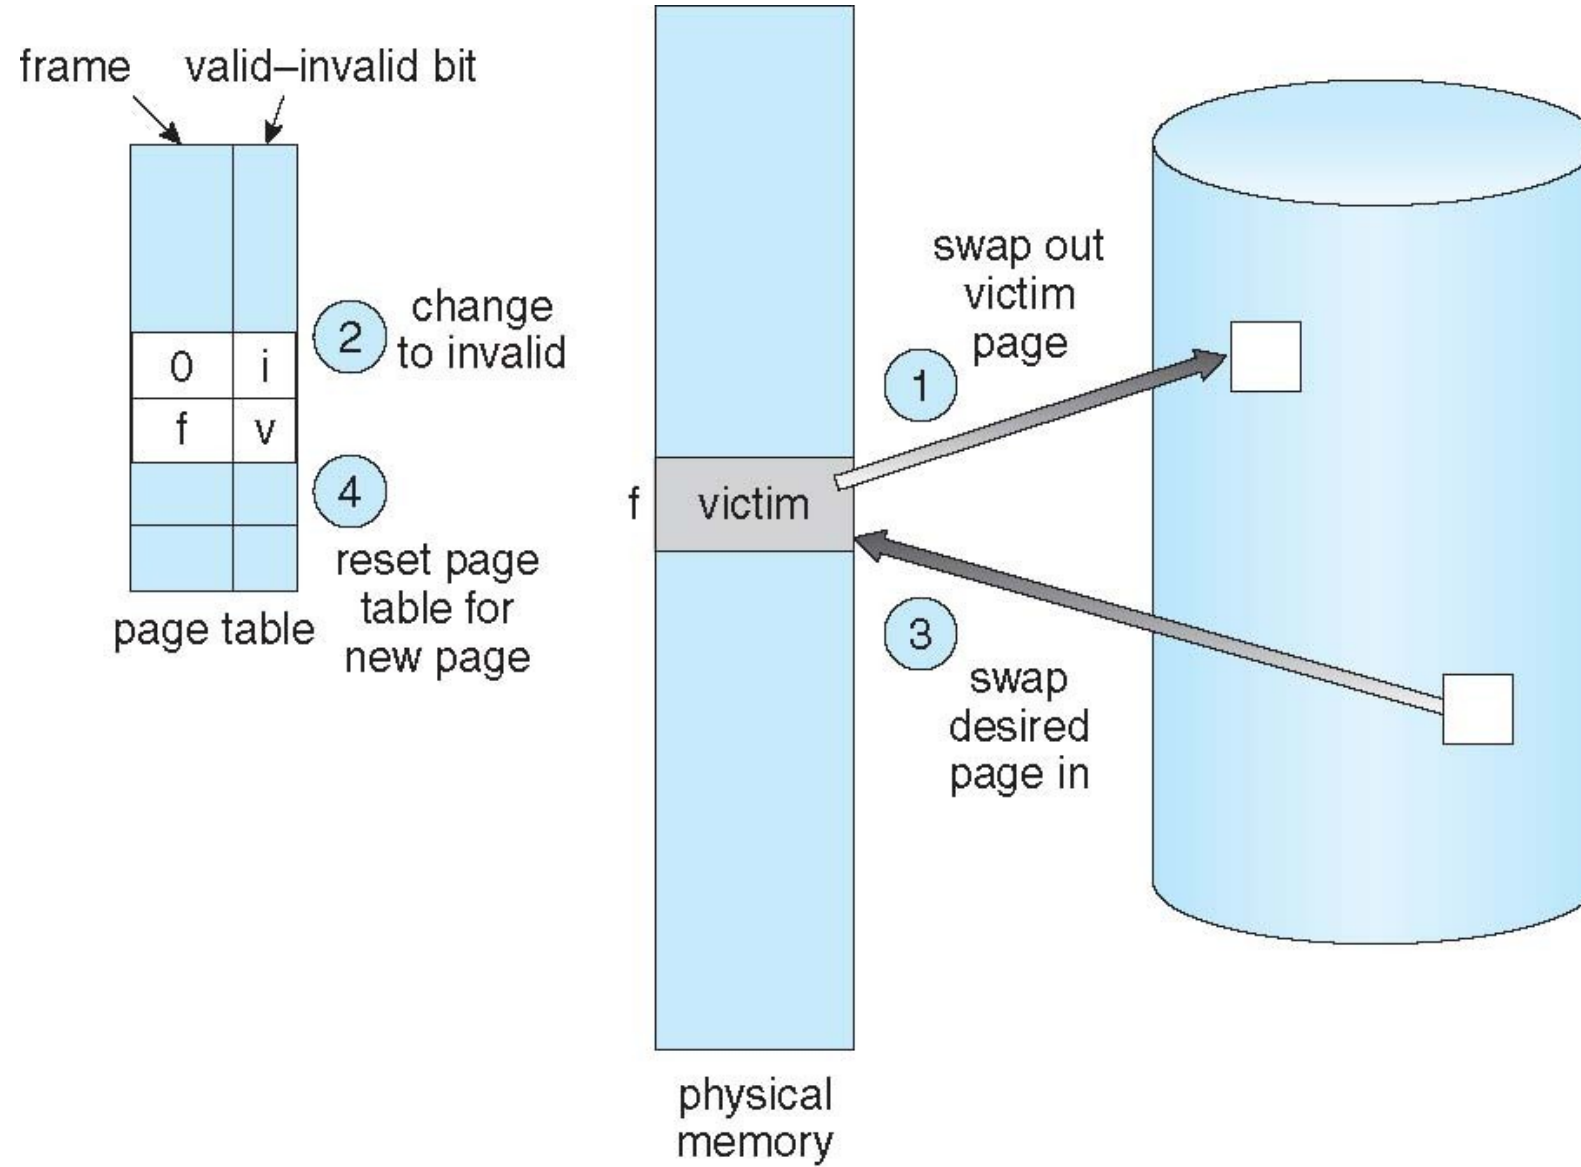 frame
valid–invalid bit
0
i
f
v
2
change
to invalid
4
reset page
table for
new page
page table
f
victim
1
swap out
victim
page
3
swap
desired
page in
physical
memory